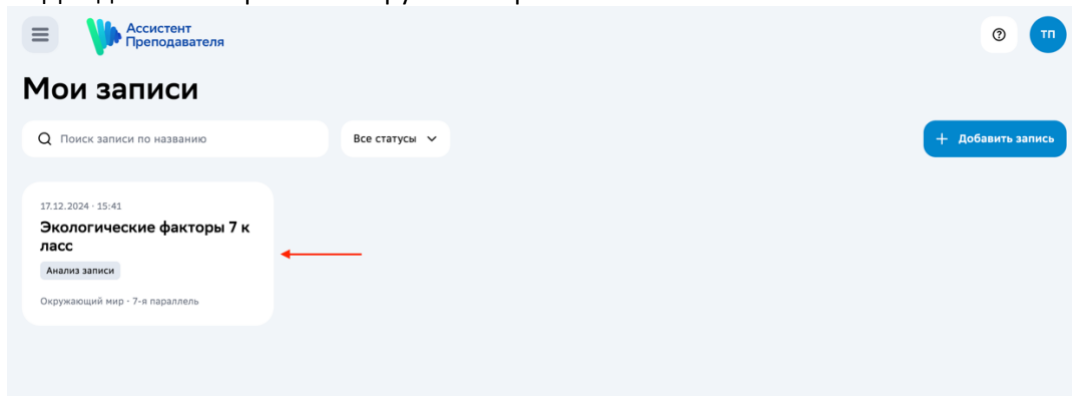 Ассистент
Преподавателя
ТП
Мои записи
Поиск записи по названию
Все статусы
+ Добавить запись
17.12.2024 · 15:41
Экологические факторы 7 к
ласс
Анализ записи
Окружающий мир · 7-я параллель